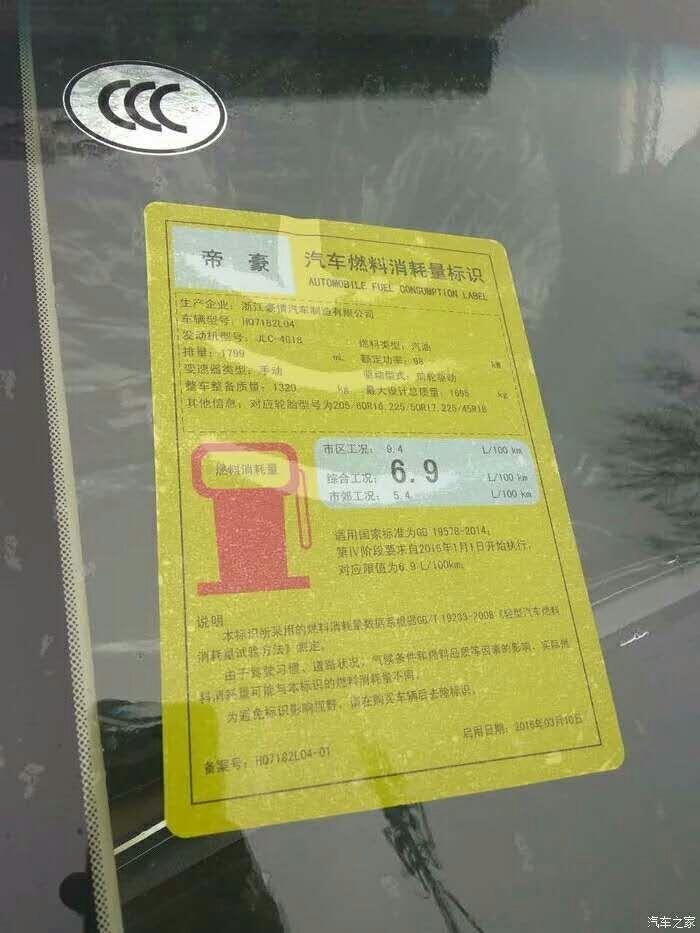 CCC
S
帝豪 汽车燃料消耗量标识
AUTOMOBILE FUEL CONSUMPTION LABEL
生产企业：浙江豪情汽车制造有限公司
车辆型号：HQ7182L04
发动机型号：JLC-4G18 燃料类型：汽油
排量：1799 mL 额定功率：98 kW
变速器类型：手动 驱动型式：前轮驱动
整车整备质量：1320 kg 最大设计总质量：1695 kg
其他信息：对应轮胎型号为205/60R16,225/50R17,225/45R18
燃料消耗量
市区工况：9.4 L/100 km
综合工况：6.9 L/100 km
市郊工况：5.4 L/100 km
适用国家标准为GB 19578-2014,
第Ⅳ阶段要求自2016年1月1日开始执行,
对应限值为6.9 L/100km。
说明
本标识所采用的燃料消耗量数据系根据GB/T 19233-2008《轻型汽车燃料
消耗量试验方法》测定。
由于驾驶习惯、道路状况、气候条件和燃料品质等因素的影响，实际燃
料消耗量可能与本标识的燃料消耗量不同。
为避免标识影响视野，请在购买车辆后去除标识。
备案号：HQ7182L04-01 启用日期：2016年03月10日
汽车之家